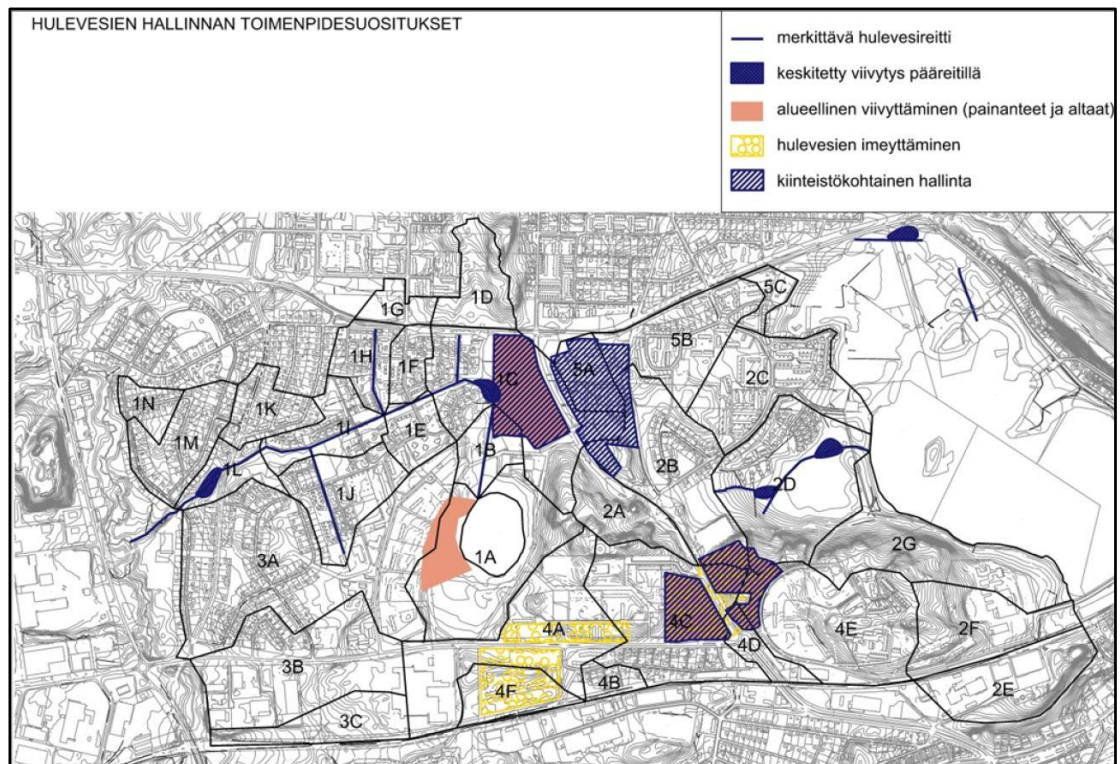 HULEVESIEN HALLINNAN TOIMENPIDESUOSITUKSET
merkittävä hulevesireitti
keskitetty viivytys pääreitillä
alueellinen viivyttäminen (painanteet ja altaat)
hulevesien imeyttäminen
kiinteistökohtainen hallinta
1D
5C
1G
5B
1H
1F
1C
5A
2C
1N
1K
1M
1I
1E
1B
2B
1L
1J
2D
2A
2G
3A
1A
4C
4A
4D
4E
2F
3B
4F
4B
2E
3C